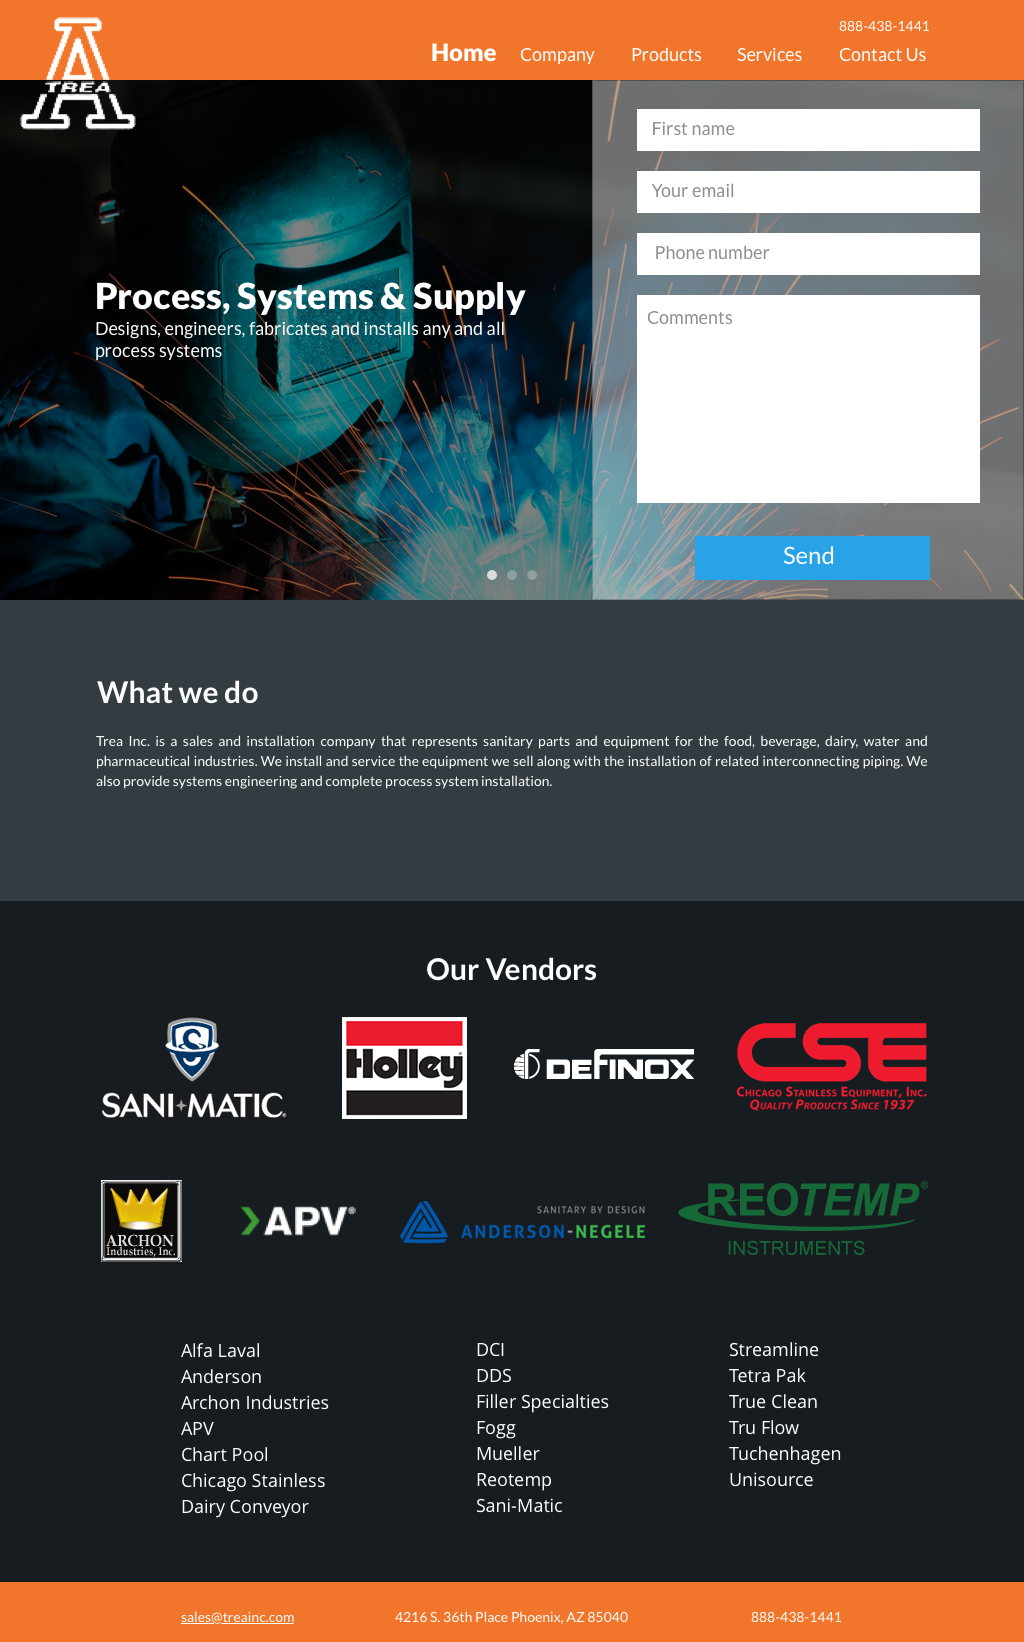 TREA
888-438-1441
Home Company Products Services Contact Us
First name
Your email
Phone number
Comments
Send
Process, Systems & Supply
Designs, engineers, fabricates and installs any and all
process systems
What we do
Trea Inc. is a sales and installation company that represents sanitary parts and equipment for the food, beverage, dairy, water and
pharmaceutical industries. We install and service the equipment we sell along with the installation of related interconnecting piping. We
also provide systems engineering and complete process system installation.
Our Vendors
SANI-MATIC.
Holley
DEFINOX
CSE
CHICAGO STAINLESS EQUIPMENT, INC.
QUALITY PRODUCTS SINCE 1937
ARCHON
Industries, Inc.
APV®
SANITARY BY DESIGN
ANDERSON-NEGELE
REOTEMP®
INSTRUMENTS
Alfa Laval
Anderson
Archon Industries
APV
Chart Pool
Chicago Stainless
Dairy Conveyor
DCI
DDS
Filler Specialties
Fogg
Mueller
Reotemp
Sani-Matic
Streamline
Tetra Pak
True Clean
Tru Flow
Tuchenhagen
Unisource
sales@treainc.com 4216 S. 36th Place Phoenix, AZ 85040 888-438-1441